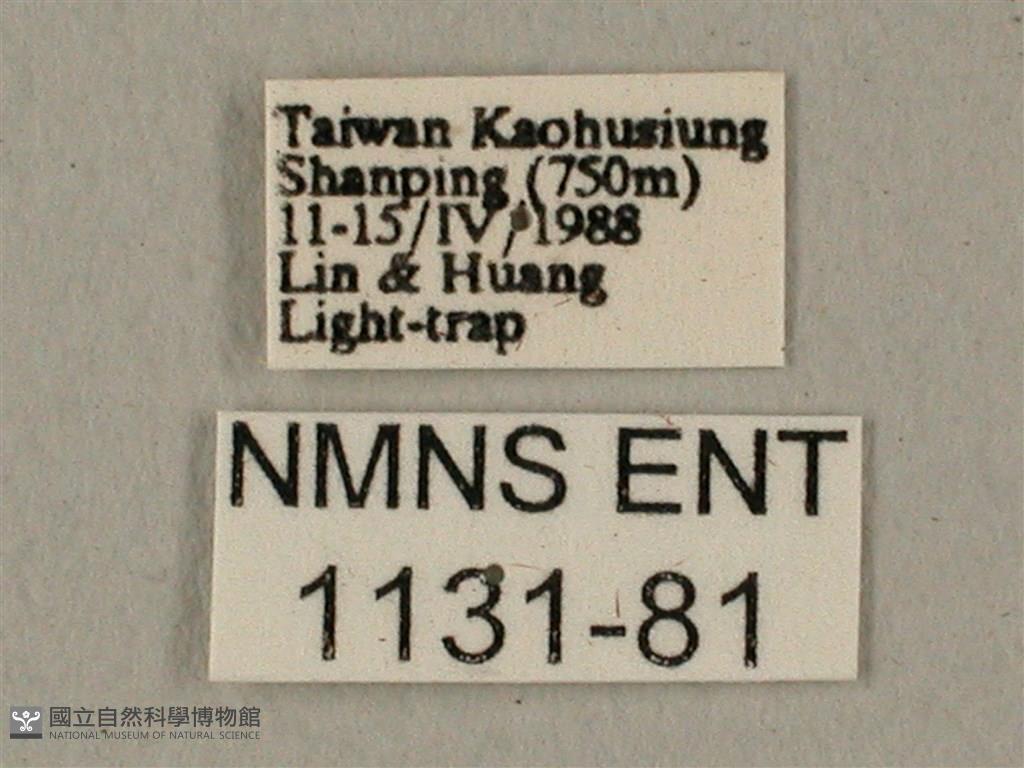 Taiwan Kaohusiung
Shanping (750m)
11-15/IV/1988
Lin & Huang
Light-trap
NMNS ENT
1131-81
國立自然科學博物館
NATIONAL MUSEUM OF NATURAL SCIENCE